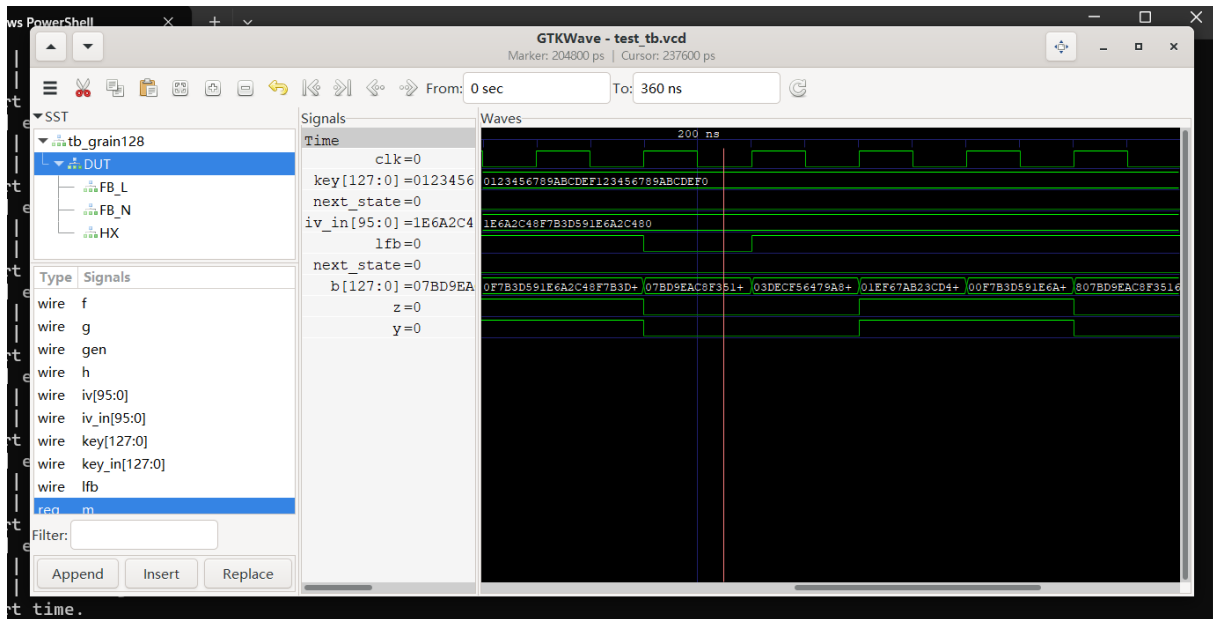 ws PowerShell
GTKWave - test_tb.vcd
Marker: 204800 ps | Cursor: 237600 ps
From: 0 sec To: 360 ns
SST
tb_grain128
DUT
FB_L
FB_N
HX
Type Signals
wire f
wire g
wire gen
wire h
wire iv[95:0]
wire iv_in[95:0]
wire key[127:0]
wire key_in[127:0]
wire lfb
reg m
Filter:
Append Insert Replace
Signals
Time
clk=0
key[127:0]=0123456
next_state=0
iv_in[95:0]=1E6A2C4
lfb=0
next_state=0
b[127:0]=07BD9EA
z=0
y=0
Waves
200 ns
0123456789ABCDEF123456789ABCDEF0
1E6A2C48F7B3D591E6A2C480
0F7B3D591E6A2C48F7B3D+ 07BD9EAC8F351+ 03DECF56479A8+ 01EF67AB23CD4+ 00F7B3D591E6A+ 807BD9EAC8F3516
rt time.